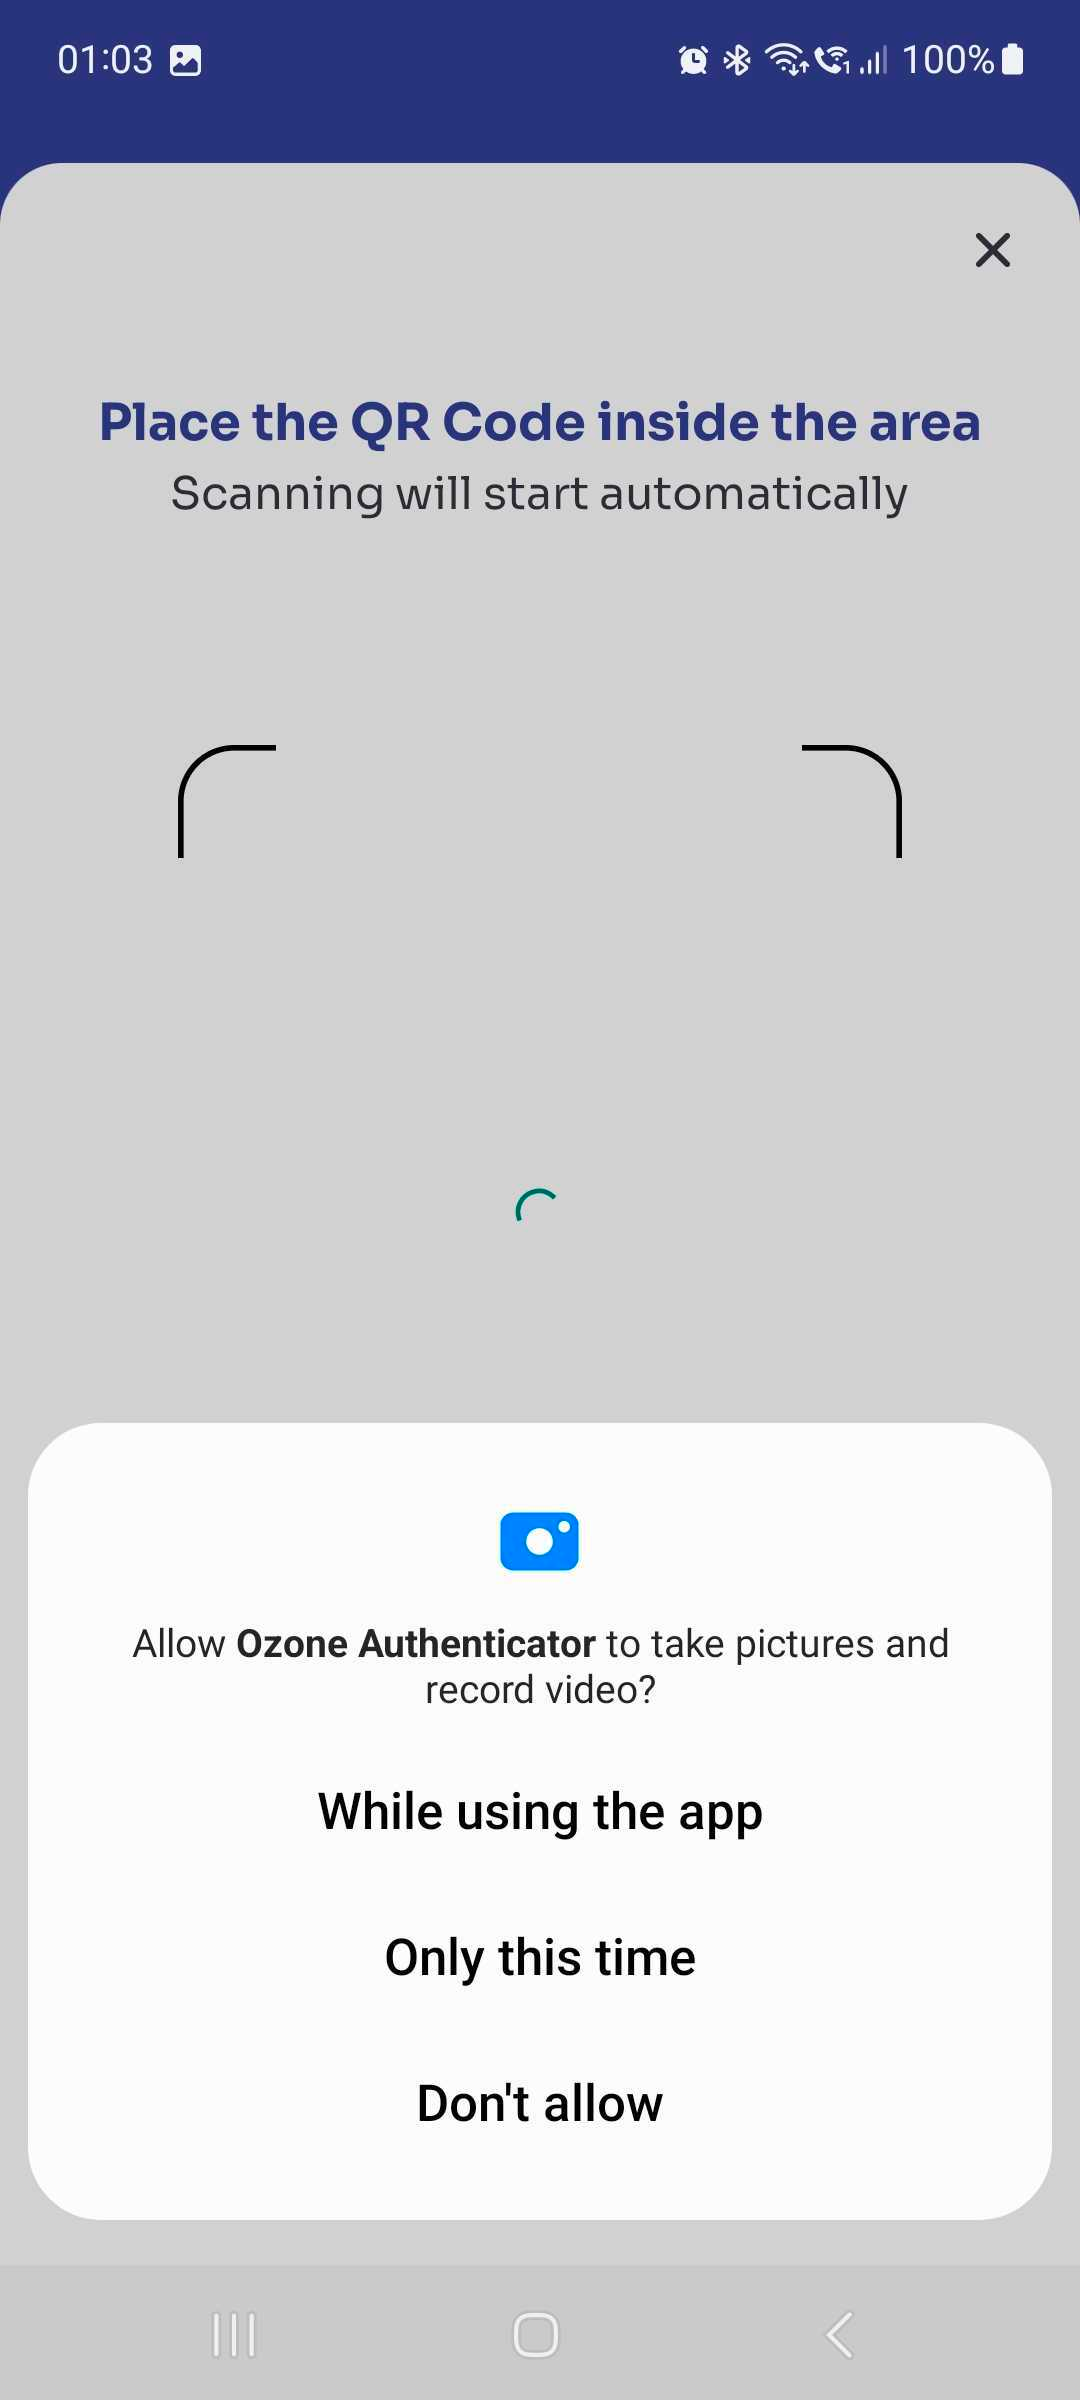 01:03 100%
Place the QR Code inside the area
Scanning will start automatically
Allow Ozone Authenticator to take pictures and
record video?
While using the app
Only this time
Don't allow